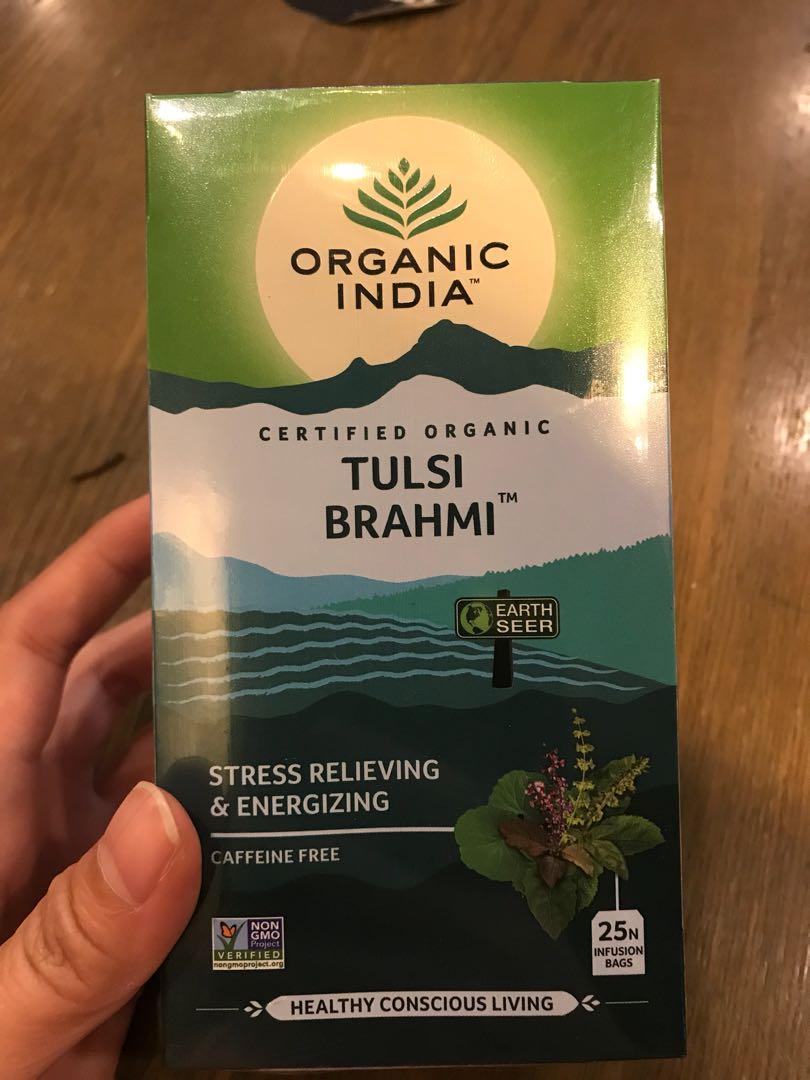 ORGANIC
INDIA™
CERTIFIED ORGANIC
TULSI
BRAHMI™
EARTH
SEER
STRESS RELIEVING
& ENERGIZING
CAFFEINE FREE
NON
GMO
Project
VERIFIED
nongmoproject.org
25N
INFUSION
BAGS
HEALTHY CONSCIOUS LIVING